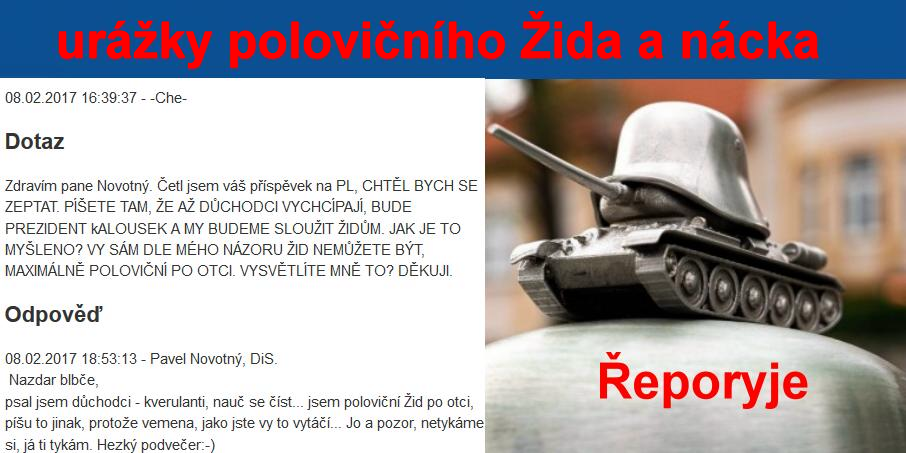 urážky polovičního Žida a nácka
08.02.2017 16:39:37 - -Che-
Dotaz
Zdravím pane Novotný. Četl jsem váš příspěvek na PL, CHTĚL BYCH SE
ZEPTAT. PÍŠETE TAM, ŽE AŽ DŮCHODCI VYCHCÍPAJÍ, BUDE
PREZIDENT kALOUSEK A MY BUDEME SLOUŽIT ŽIDŮM. JAK JE TO
MYŠLENO? VY SÁM DLE MÉHO NÁZORU ŽID NEMŮŽETE BÝT,
MAXIMÁLNĚ POLOVIČNÍ PO OTCI. VYSVĚTLÍTE MNĚ TO? DĚKUJI.
Odpověď
08.02.2017 18:53:13 - Pavel Novotný, DiS.
Nazdar blbče,
psal jsem důchodci - kverulanti, nauč se číst... jsem poloviční Žid po otci,
píšu to jinak, protože vemena, jako jste vy to vytáčí... Jo a pozor, netykáme
si, já ti tykám. Hezký podvečer:-)
Řeporyje